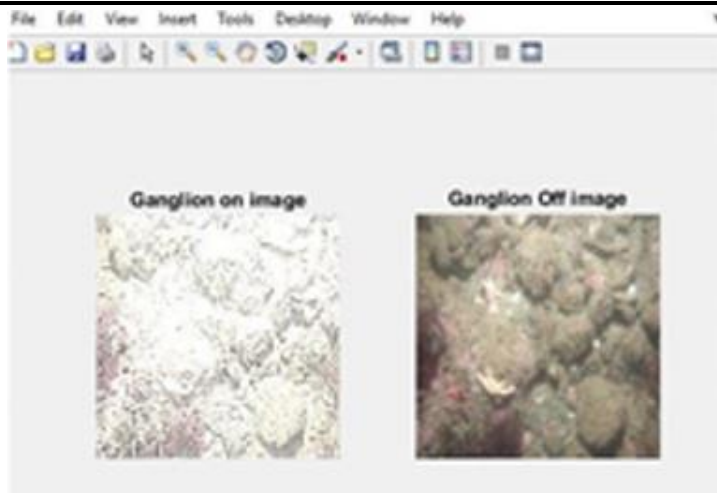 File Edit View Insert Tools Desktop Window Help
Ganglion on image
Ganglion Off image